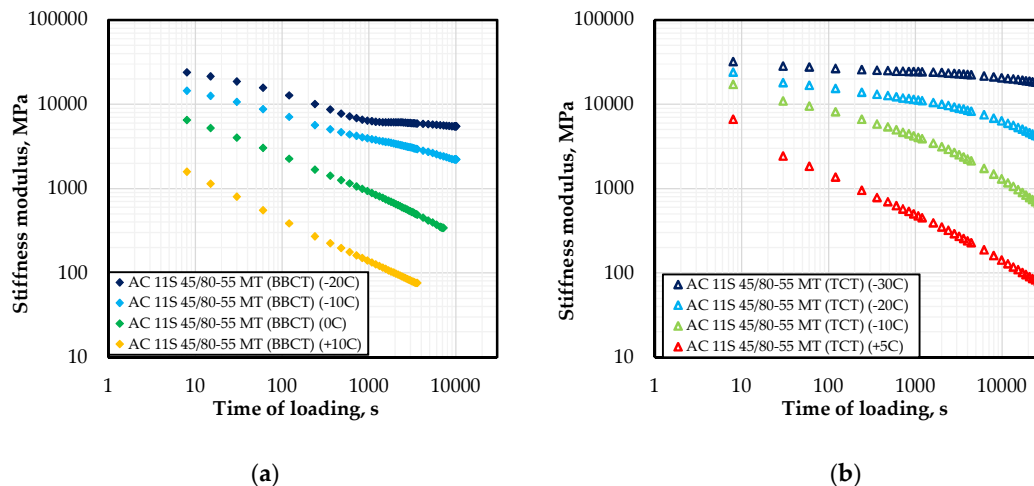 100000
10000
1000
100
10
Stiffness modulus, MPa
AC 11S 45/80-55 MT (BBCT) (-20C)
AC 11S 45/80-55 MT (BBCT) (-10C)
AC 11S 45/80-55 MT (BBCT) (0C)
AC 11S 45/80-55 MT (BBCT) (+10C)
1 10 100 1000 10000
Time of loading, s
(a)
100000
10000
1000
100
10
Stiffness modulus, MPa
AC 11S 45/80-55 MT (TCT) (-30C)
AC 11S 45/80-55 MT (TCT) (-20C)
AC 11S 45/80-55 MT (TCT) (-10C)
AC 11S 45/80-55 MT (TCT) (+5C)
1 10 100 1000 10000
Time of loading, s
(b)